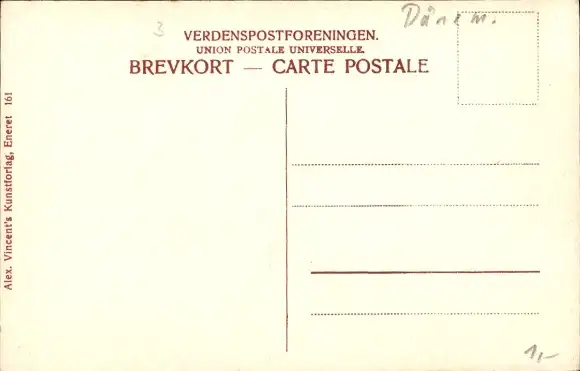 3
Dänem.
VERDENSPOSTFORENINGEN.
UNION POSTALE UNIVERSELLE.
BREVKORT — CARTE POSTALE
Alex. Vincent's Kunstforlag, Eneret 161
1,-